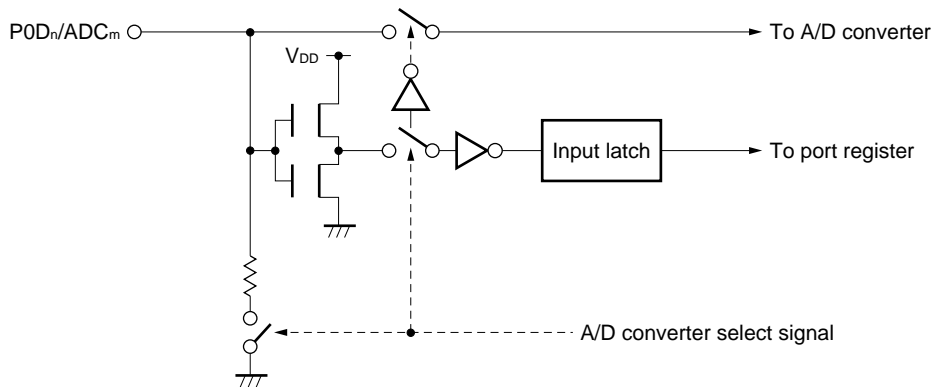 P0Dn/ADCm
To A/D converter
VDD
Input latch
To port register
A/D converter select signal